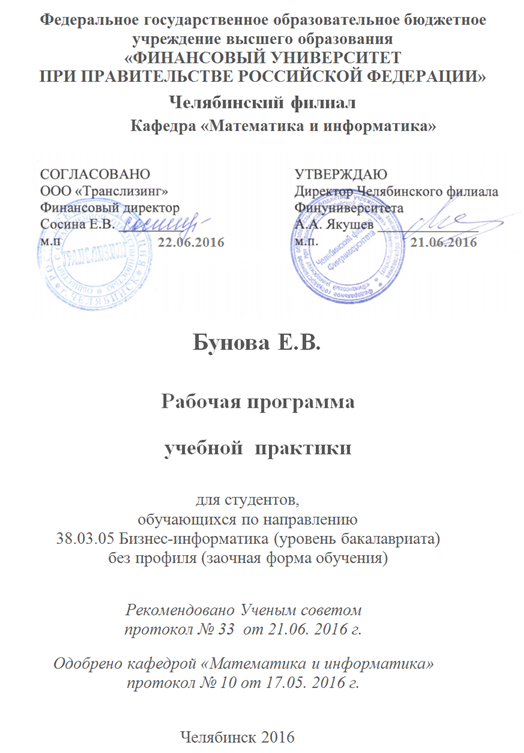 Федеральное государственное образовательное бюджетное
учреждение высшего образования
«ФИНАНСОВЫЙ УНИВЕРСИТЕТ
ПРИ ПРАВИТЕЛЬСТВЕ РОССИЙСКОЙ ФЕДЕРАЦИИ»
Челябинский филиал
Кафедра «Математика и информатика»
СОГЛАСОВАНО
ООО «Транслизинг»
Финансовый директор
Сосина Е.В.
м.п 22.06.2016
УТВЕРЖДАЮ
Директор Челябинского филиала
Финуниверситета
А.А. Якушев
м.п. 21.06.2016
Челябинский филиал
Финуниверситета
Бунова Е.В.
Рабочая программа
учебной практики
для студентов,
обучающихся по направлению
38.03.05 Бизнес-информатика (уровень бакалавриата)
без профиля (заочная форма обучения)
Рекомендовано Ученым советом
протокол № 33 от 21.06. 2016 г.
Одобрено кафедрой «Математика и информатика»
протокол № 10 от 17.05. 2016 г.
Челябинск 2016